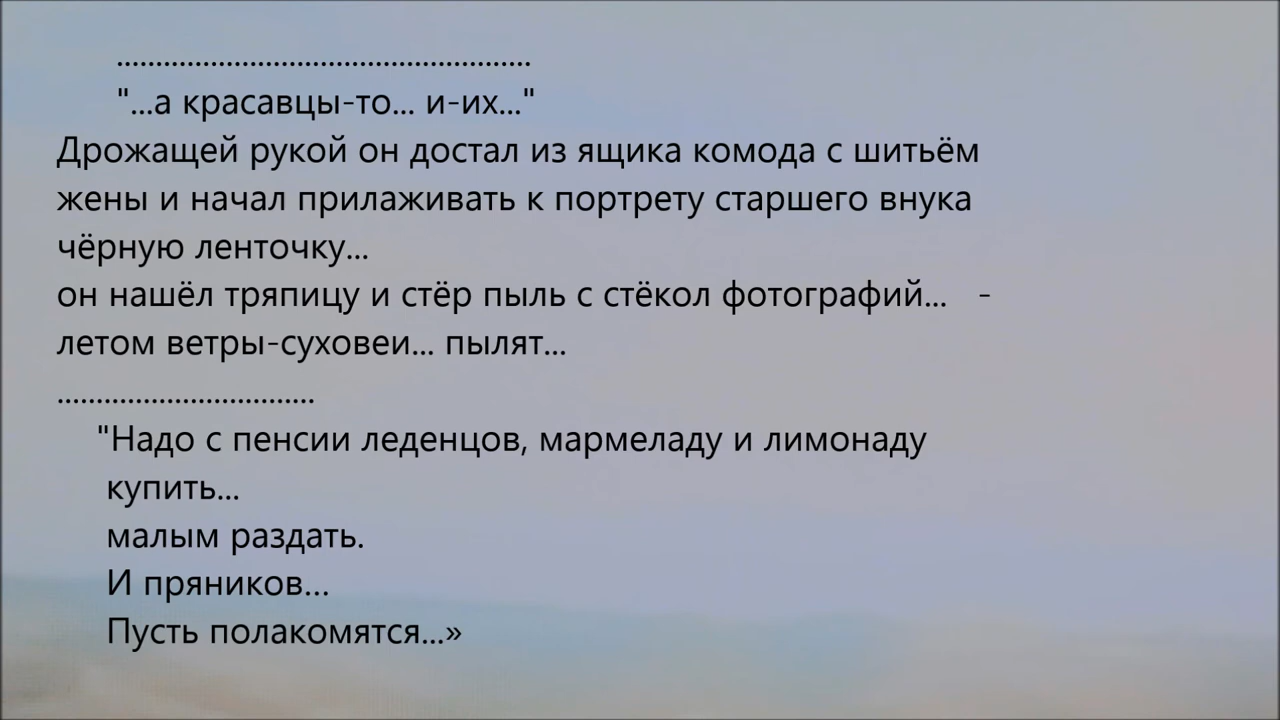 .....................................................
"...а красавцы-то... и-их..."
Дрожащей рукой он достал из ящика комода с шитьём
жены и начал прилаживать к портрету старшего внука
чёрную ленточку...
он нашёл тряпицу и стёр пыль с стёкол фотографий... -
летом ветры-суховеи... пылят...
.................................
"Надо с пенсии леденцов, мармеладу и лимонаду
купить...
малым раздать.
И пряников...
Пусть полакомятся...»